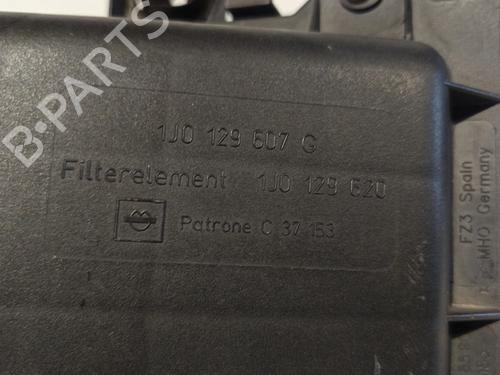 1J0 129 607 G
Filterelement 1J0 129 620
Patrone C 37 153
FZ3 Spain
MHO Germany
B-PARTS